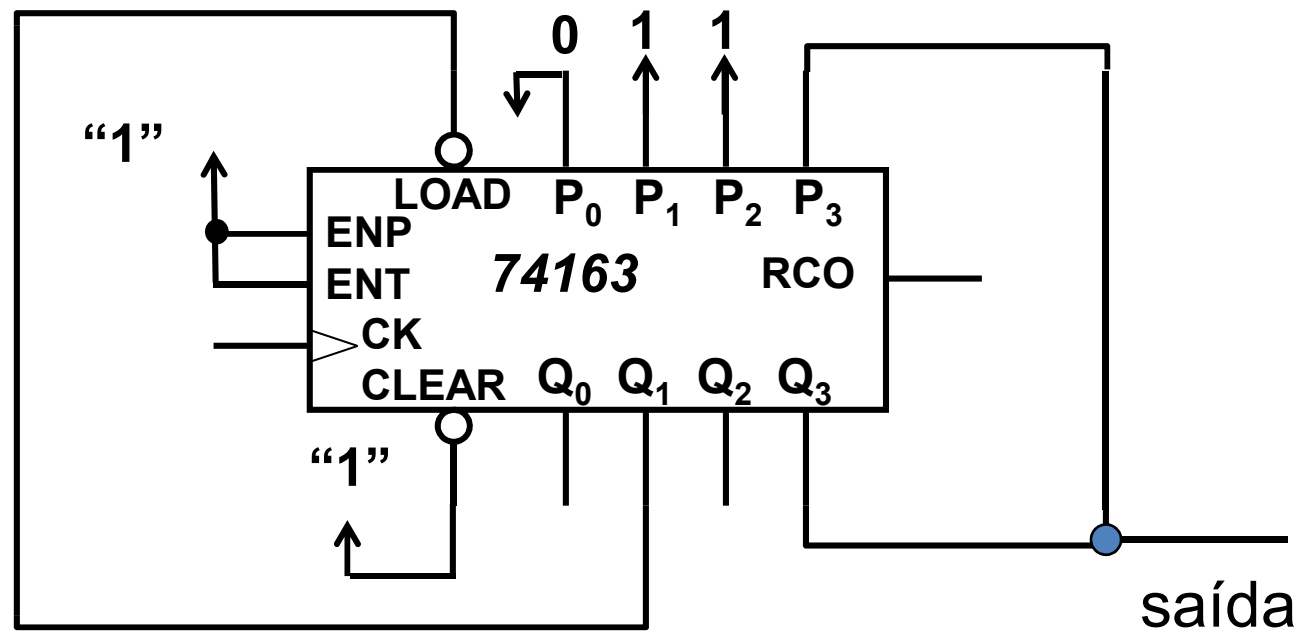 0 1 1
“1”
LOAD P0 P1 P2 P3
ENP
ENT 74163 RCO
CK
CLEAR Q0 Q1 Q2 Q3
“1”
saída